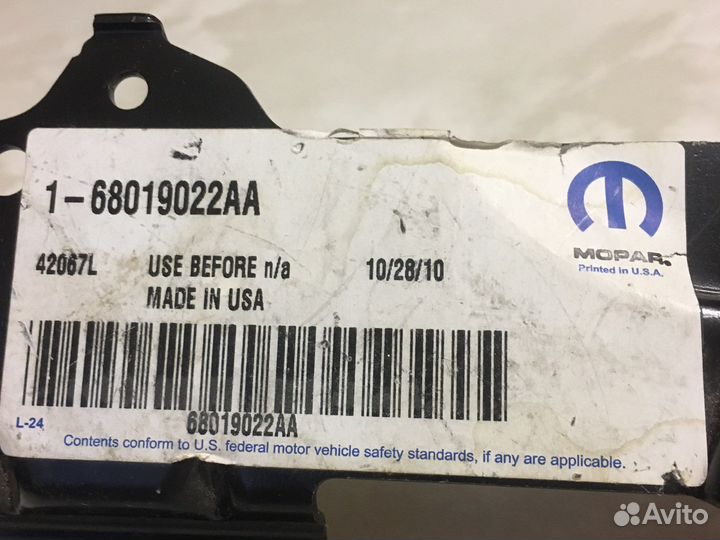 1-68019022AA
42067L USE BEFORE n/a 10/28/10
MADE IN USA
MOPAR.
Printed in U.S.A.
68019022AA
L-24
Contents conform to U.S. federal motor vehicle safety standards, if any are applicable.
Avito